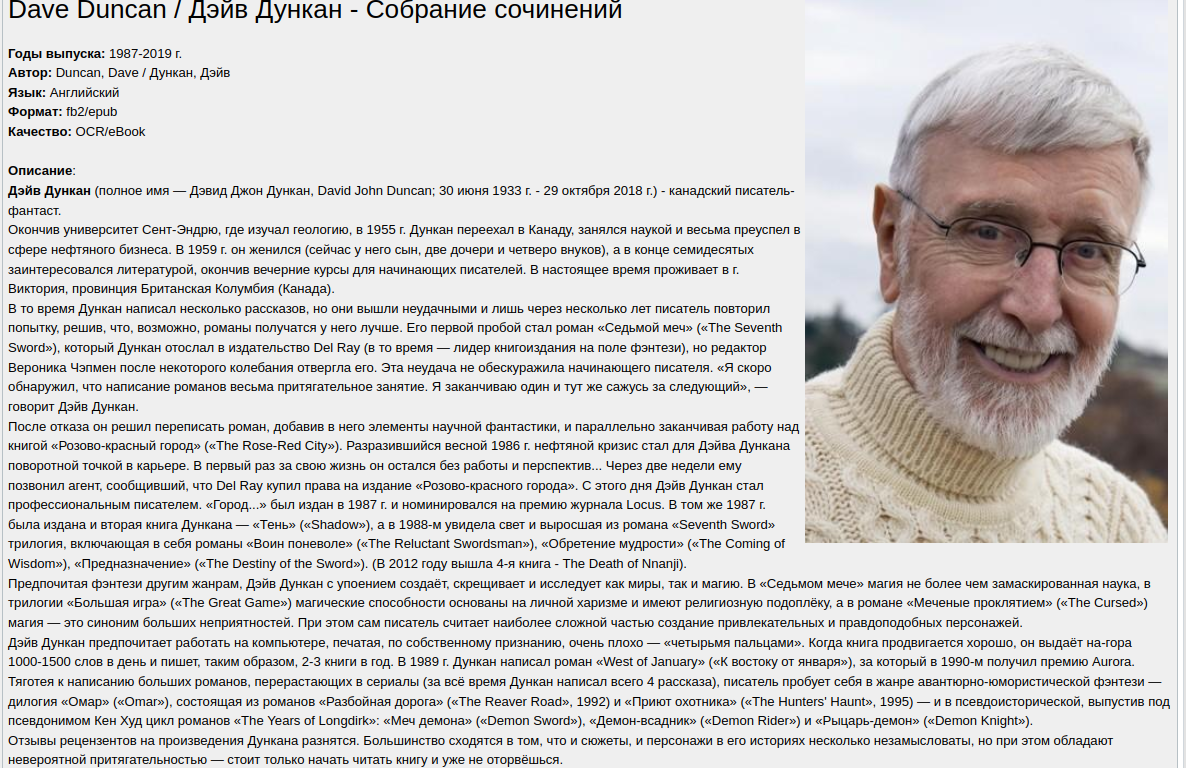 Dave Duncan / Дэйв Дункан - Собрание сочинений
Годы выпуска: 1987-2019 г.
Автор: Duncan, Dave / Дункан, Дэйв
Язык: Английский
Формат: fb2/epub
Качество: OCR/eBook
Описание:
Дэйв Дункан (полное имя — Дэвид Джон Дункан, David John Duncan; 30 июня 1933 г. - 29 октября 2018 г.) - канадский писатель-
фантаст.
Окончив университет Сент-Эндрю, где изучал геологию, в 1955 г. Дункан переехал в Канаду, занялся наукой и весьма преуспел в
сфере нефтяного бизнеса. В 1959 г. он женился (сейчас у него сын, две дочери и четверо внуков), а в конце семидесятых
заинтересовался литературой, окончив вечерние курсы для начинающих писателей. В настоящее время проживает в г.
Виктория, провинция Британская Колумбия (Канада).
В то время Дункан написал несколько рассказов, но они вышли неудачными и лишь через несколько лет писатель повторил
попытку, решив, что, возможно, романы получатся у него лучше. Его первой пробой стал роман «Седьмой меч» («The Seventh
Sword»), который Дункан отослал в издательство Del Ray (в то время — лидер книгоиздания на поле фэнтези), но редактор
Вероника Чэпмен после некоторого колебания отвергла его. Эта неудача не обескуражила начинающего писателя. «Я скоро
обнаружил, что написание романов весьма притягательное занятие. Я заканчиваю один и тут же сажусь за следующий», —
говорит Дэйв Дункан.
После отказа он решил переписать роман, добавив в него элементы научной фантастики, и параллельно заканчивая работу над
книгой «Розово-красный город» («The Rose-Red City»). Разразившийся весной 1986 г. нефтяной кризис стал для Дэйва Дункана
поворотной точкой в карьере. В первый раз за свою жизнь он остался без работы и перспектив... Через две недели ему
позвонил агент, сообщивший, что Del Ray купил права на издание «Розово-красного города». С этого дня Дэйв Дункан стал
профессиональным писателем. «Город...» был издан в 1987 г. и номинировался на премию журнала Locus. В том же 1987 г.
была издана и вторая книга Дункана — «Тень» («Shadow»), а в 1988-м увидела свет и выросшая из романа «Seventh Sword»
трилогия, включающая в себя романы «Воин поневоле» («The Reluctant Swordsman»), «Обретение мудрости» («The Coming of
Wisdom»), «Предназначение» («The Destiny of the Sword»). (В 2012 году вышла 4-я книга - The Death of Nnanji).
Предпочитая фэнтези другим жанрам, Дэйв Дункан с упоением создаёт, скрещивает и исследует как миры, так и магию. В «Седьмом мече» магия не более чем замаскированная наука, в
трилогии «Большая игра» («The Great Game») магические способности основаны на личной харизме и имеют религиозную подоплёку, а в романе «Меченые проклятием» («The Cursed»)
магия — это синоним больших неприятностей. При этом сам писатель считает наиболее сложной частью создание привлекательных и правдоподобных персонажей.
Дэйв Дункан предпочитает работать на компьютере, печатая, по собственному признанию, очень плохо — «четырьмя пальцами». Когда книга продвигается хорошо, он выдаёт на-гора
1000-1500 слов в день и пишет, таким образом, 2-3 книги в год. В 1989 г. Дункан написал роман «West of January» («К востоку от января»), за который в 1990-м получил премию Aurora.
Тяготея к написанию больших романов, перерастающих в сериалы (за всё время Дункан написал всего 4 рассказа), писатель пробует себя в жанре авантюрно-юмористической фэнтези —
дилогия «Омар» («Omar»), состоящая из романов «Разбойная дорога» («The Reaver Road», 1992) и «Приют охотника» («The Hunters' Haunt», 1995) — и в псевдоисторической, выпустив под
псевдонимом Кен Худ цикл романов «The Years of Longdirk»: «Меч демона» («Demon Sword»), «Демон-всадник» («Demon Rider») и «Рыцарь-демон» («Demon Knight»).
Отзывы рецензентов на произведения Дункана разнятся. Большинство сходятся в том, что и сюжеты, и персонажи в его историях несколько незамысловаты, но при этом обладают
невероятной притягательностью — стоит только начать читать книгу и уже не оторвёшься.